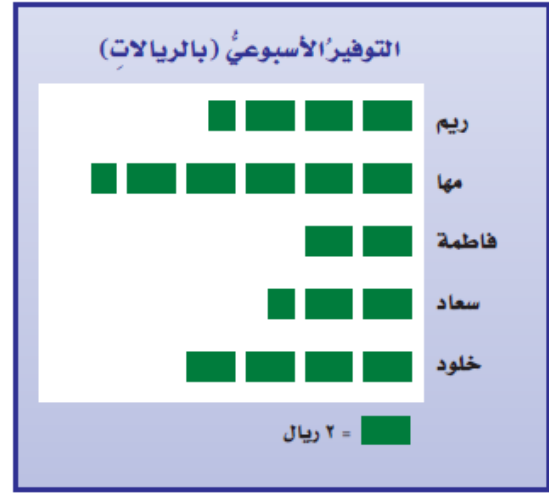 التوفيرُ الأسبوعيُّ (بالريالاتِ)
ريم
مها
فاطمة
سعاد
خلود
= ٢ ريال